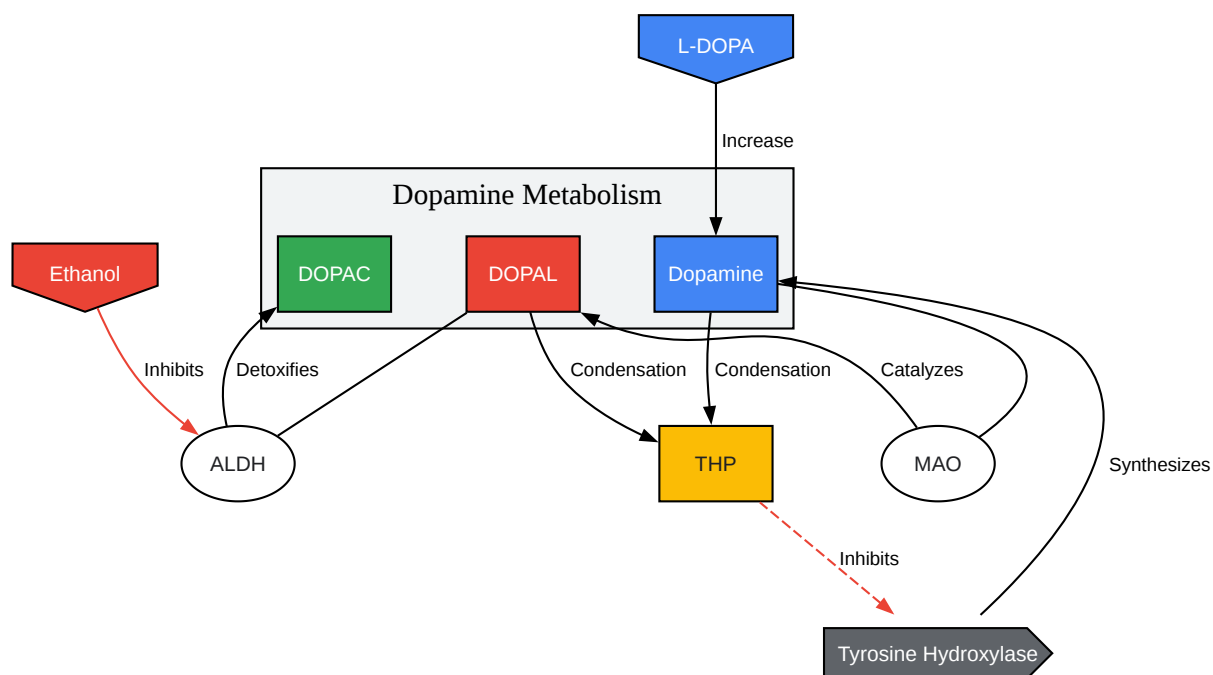 L-DOPA
Increase
Dopamine Metabolism
Ethanol
DOPAC
DOPAL
Dopamine
Inhibits
Detoxifies
Condensation
Condensation
Catalyzes
ALDH
THP
MAO
Synthesizes
Inhibits
Tyrosine Hydroxylase